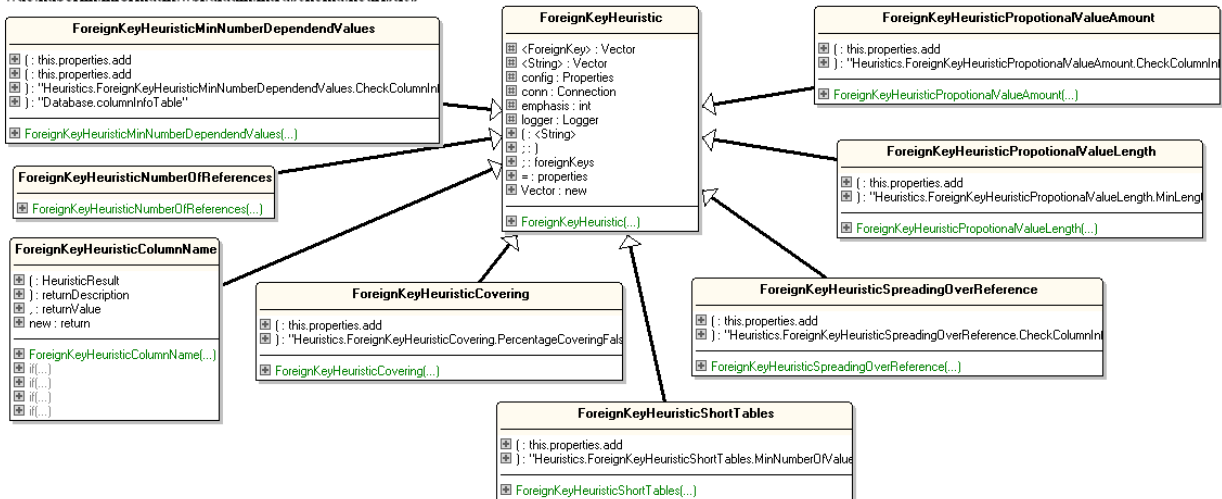 ForeignKeyHeuristicMinNumberDependendValues
( : this.properties.add
( : this.properties.add
) : "Heuristics.ForeignKeyHeuristicMinNumberDependendValues.CheckColumnInf
) : "Database.columnInfoTable"
ForeignKeyHeuristicMinNumberDependendValues(...)
ForeignKeyHeuristicNumberOfReferences
ForeignKeyHeuristicNumberOfReferences(...)
ForeignKeyHeuristicColumnName
( : HeuristicResult
) : returnDescription
, : returnValue
new : return
ForeignKeyHeuristicColumnName(...)
if(...)
if(...)
if(...)
if(...)
ForeignKeyHeuristic
<ForeignKey> : Vector
<String> : Vector
config : Properties
conn : Connection
emphasis : int
logger : Logger
( : <String>
; : )
; : foreignKeys
= : properties
Vector : new
ForeignKeyHeuristic(...)
ForeignKeyHeuristicCovering
( : this.properties.add
) : "Heuristics.ForeignKeyHeuristicCovering.PercentageCoveringFals
ForeignKeyHeuristicCovering(...)
ForeignKeyHeuristicShortTables
( : this.properties.add
) : "Heuristics.ForeignKeyHeuristicShortTables.MinNumberOfValue
ForeignKeyHeuristicShortTables(...)
ForeignKeyHeuristicPropotionalValueAmount
( : this.properties.add
) : "Heuristics.ForeignKeyHeuristicPropotionalValueAmount.CheckColumnInf
ForeignKeyHeuristicPropotionalValueAmount(...)
ForeignKeyHeuristicPropotionalValueLength
( : this.properties.add
) : "Heuristics.ForeignKeyHeuristicPropotionalValueLength.MinLengt
ForeignKeyHeuristicPropotionalValueLength(...)
ForeignKeyHeuristicSpreadingOverReference
( : this.properties.add
) : "Heuristics.ForeignKeyHeuristicSpreadingOverReference.CheckColumnInf
ForeignKeyHeuristicSpreadingOverReference(...)